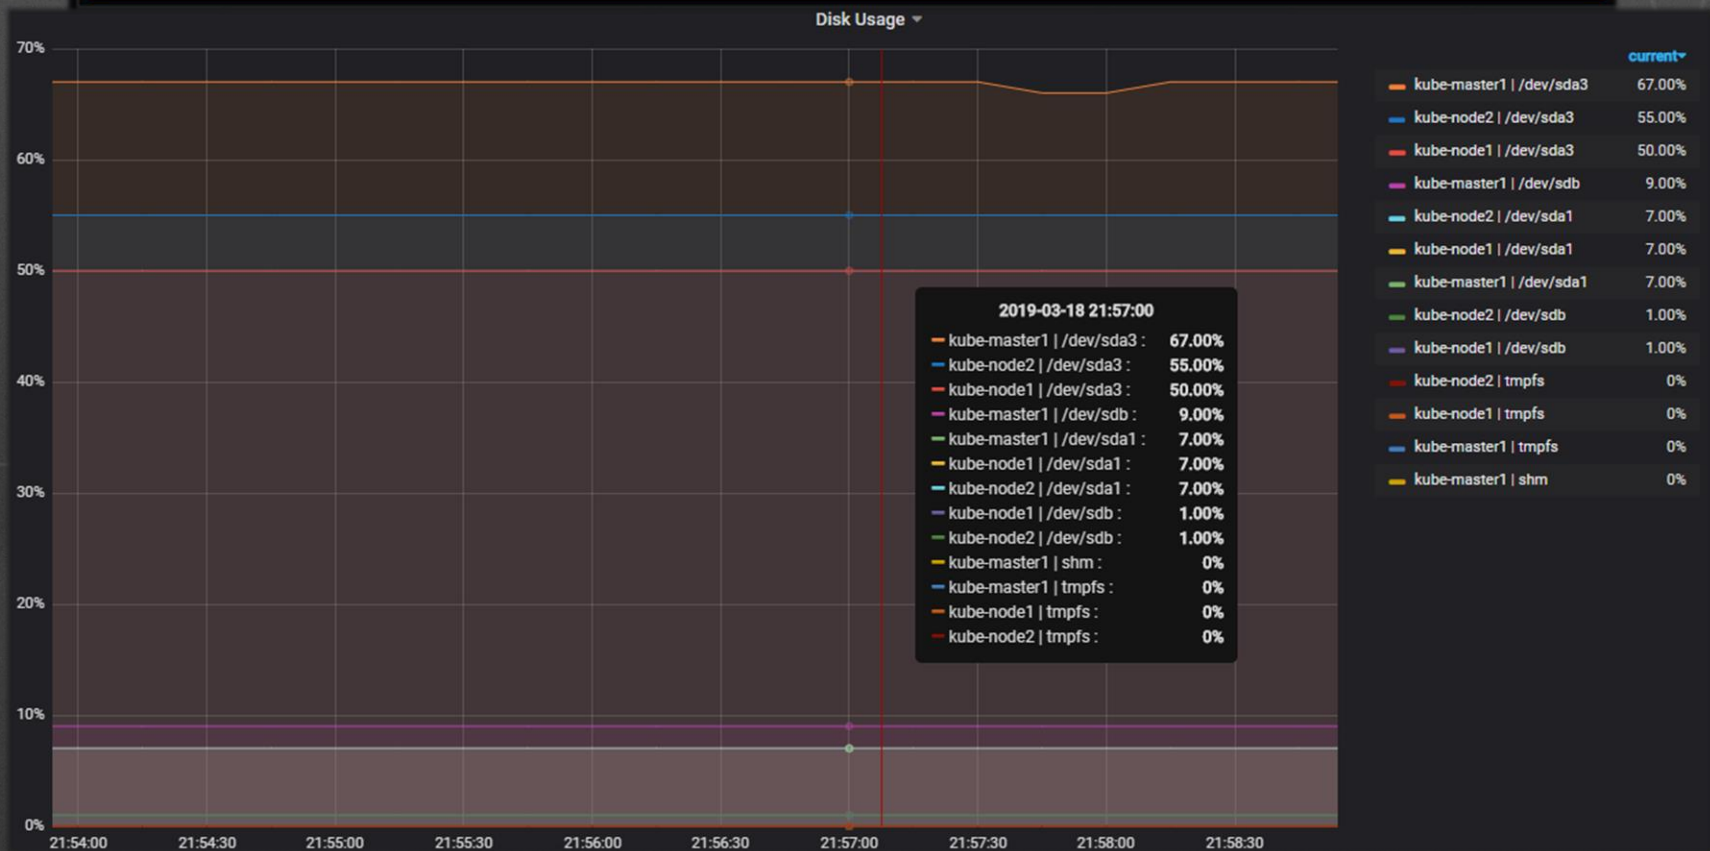 Disk Usage
70%
60%
50%
40%
30%
20%
10%
0%
21:54:00 21:54:30 21:55:00 21:55:30 21:56:00 21:56:30 21:57:00 21:57:30 21:58:00 21:58:30
2019-03-18 21:57:00
kube-master1 | /dev/sda3 : 67.00%
kube-node2 | /dev/sda3 : 55.00%
kube-node1 | /dev/sda3 : 50.00%
kube-master1 | /dev/sdb : 9.00%
kube-master1 | /dev/sda1 : 7.00%
kube-node1 | /dev/sda1 : 7.00%
kube-node2 | /dev/sda1 : 7.00%
kube-node1 | /dev/sdb : 1.00%
kube-node2 | /dev/sdb : 1.00%
kube-master1 | shm : 0%
kube-master1 | tmpfs : 0%
kube-node1 | tmpfs : 0%
kube-node2 | tmpfs : 0%
current
kube-master1 | /dev/sda3 67.00%
kube-node2 | /dev/sda3 55.00%
kube-node1 | /dev/sda3 50.00%
kube-master1 | /dev/sdb 9.00%
kube-node2 | /dev/sda1 7.00%
kube-node1 | /dev/sda1 7.00%
kube-master1 | /dev/sda1 7.00%
kube-node2 | /dev/sdb 1.00%
kube-node1 | /dev/sdb 1.00%
kube-node2 | tmpfs 0%
kube-node1 | tmpfs 0%
kube-master1 | tmpfs 0%
kube-master1 | shm 0%